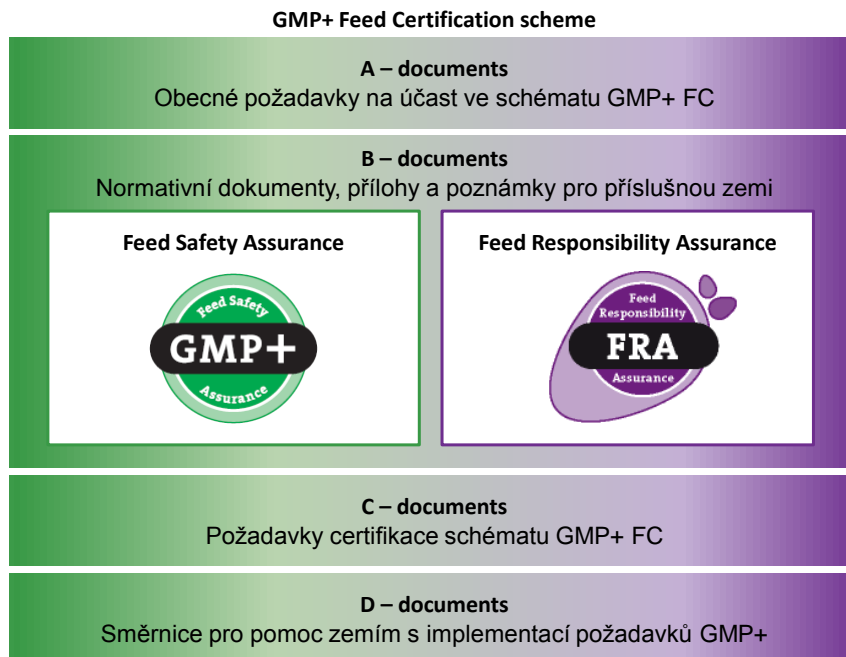 GMP+ Feed Certification scheme
A – documents
Obecné požadavky na účast ve schématu GMP+ FC
B – documents
Normativní dokumenty, přílohy a poznámky pro příslušnou zemi
Feed Safety Assurance
Feed Safety
GMP+
Assurance
Feed Responsibility Assurance
Feed
Responsibility
FRA
Assurance
C – documents
Požadavky certifikace schématu GMP+ FC
D – documents
Směrnice pro pomoc zemím s implementací požadavků GMP+